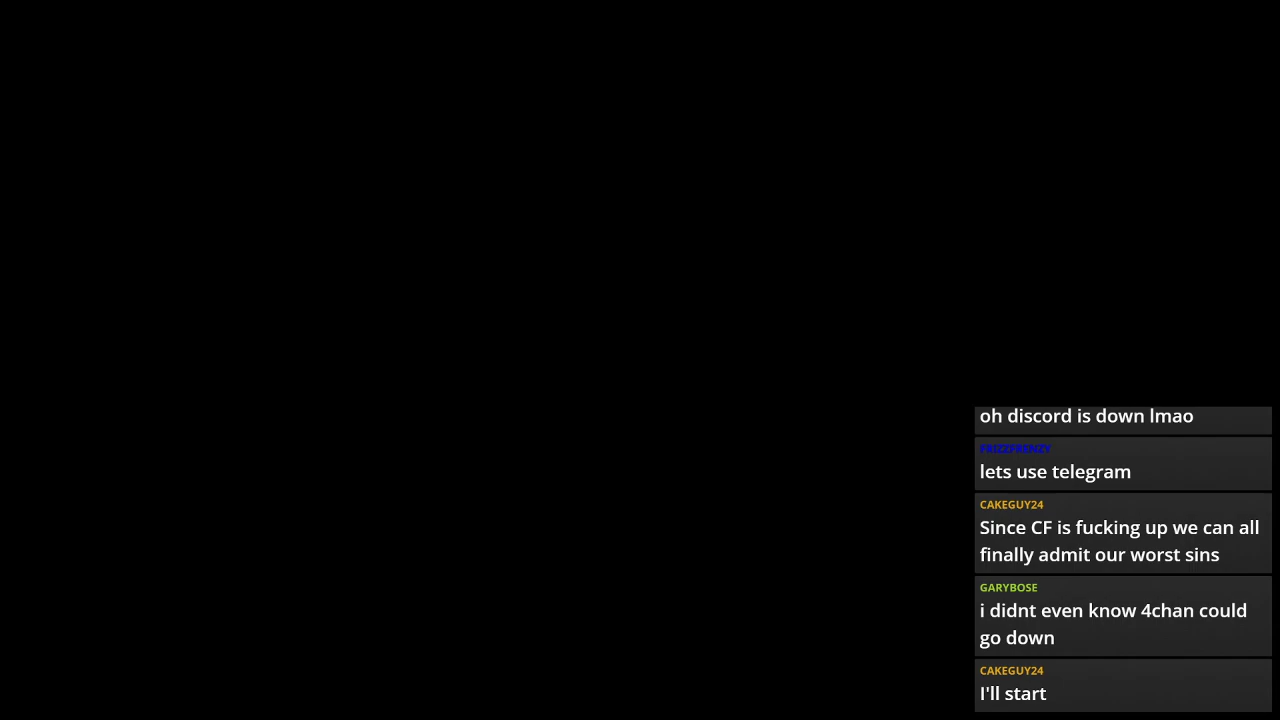 oh discord is down lmao
FRIZZFRENZY
lets use telegram
CAKEGUY24
Since CF is fucking up we can all
finally admit our worst sins
GARYBOSE
i didnt even know 4chan could
go down
CAKEGUY24
I'll start